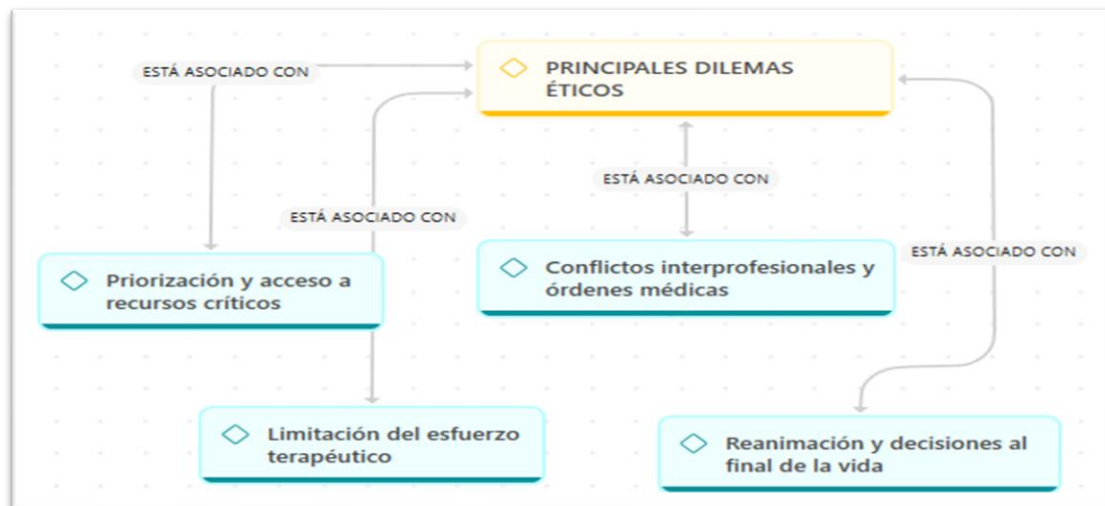 ESTÁ ASOCIADO CON
PRINCIPALES DILEMAS
ÉTICOS
ESTÁ ASOCIADO CON
ESTÁ ASOCIADO CON
ESTÁ ASOCIADO CON
Priorización y acceso a
recursos críticos
Conflictos interprofesionales y
órdenes médicas
Limitación del esfuerzo
terapéutico
Reanimación y decisiones al
final de la vida